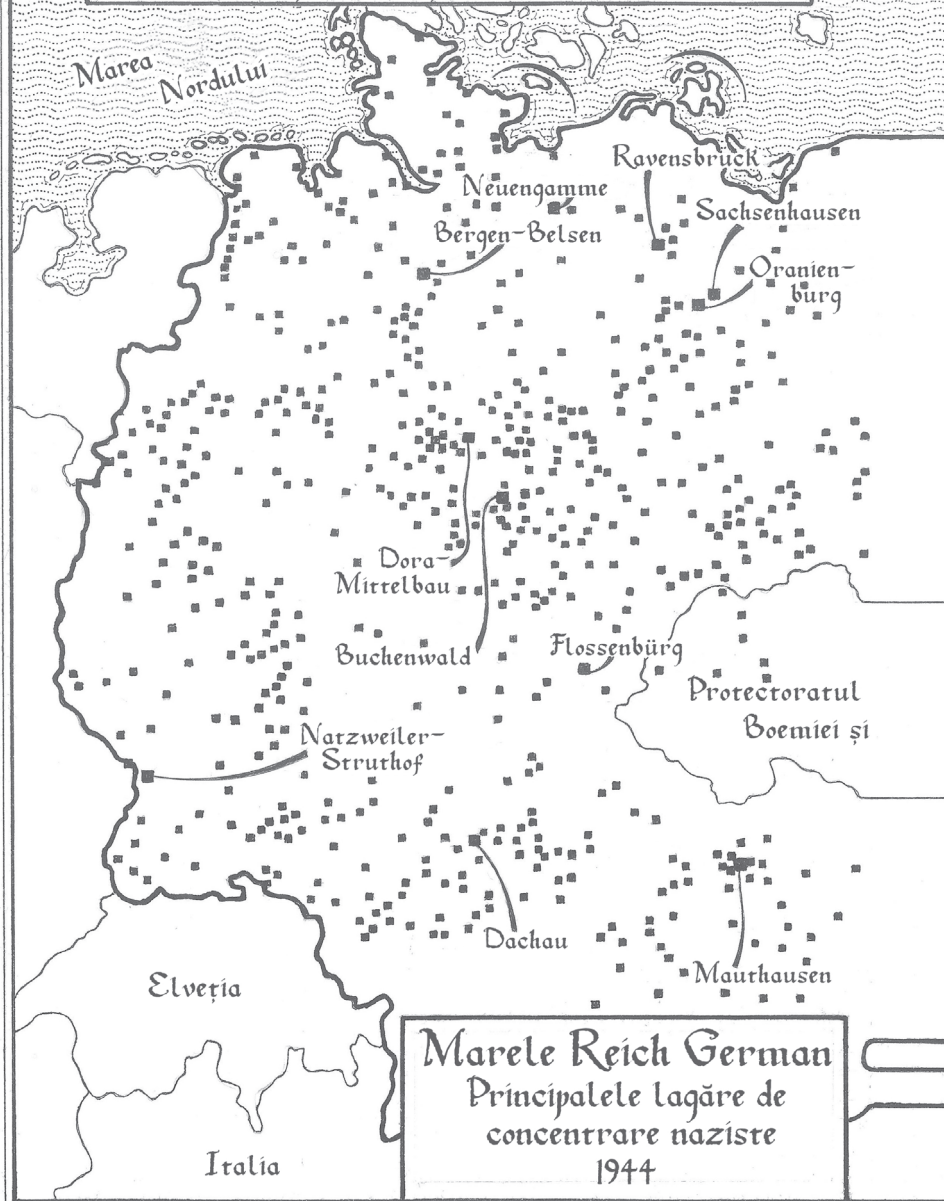 Marea
Nordului
Ravensbrück
Neuengamme
Sachsenhausen
Bergen-Belsen
Oranien-
burg
Dora-
Mittelbau
Buchenwald
Flossenbürg
Protectoratul
Boemiei și
Natzweiler-
Struthof
Dachau
Mauthausen
Elveția
Italia
Marele Reich German
Principalele lagăre de
concentrare naziste
1944